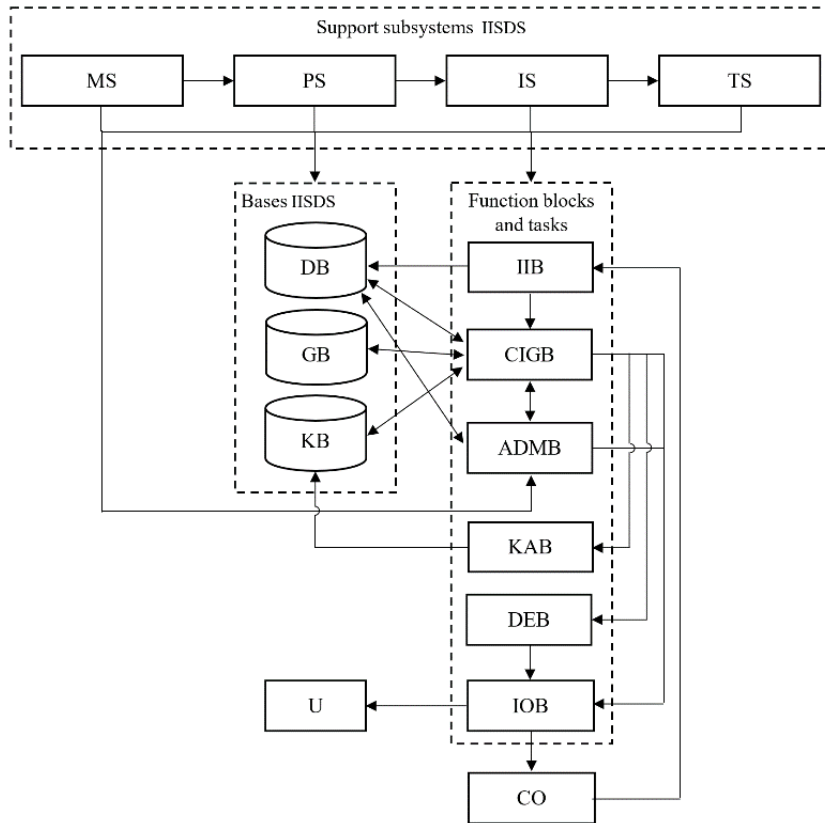 Support subsystems IISDS
MS
PS
IS
TS
Bases IISDS
Function blocks
and tasks
DB
IIB
GB
CIGB
KB
ADMB
KAB
DEB
U
IOB
CO